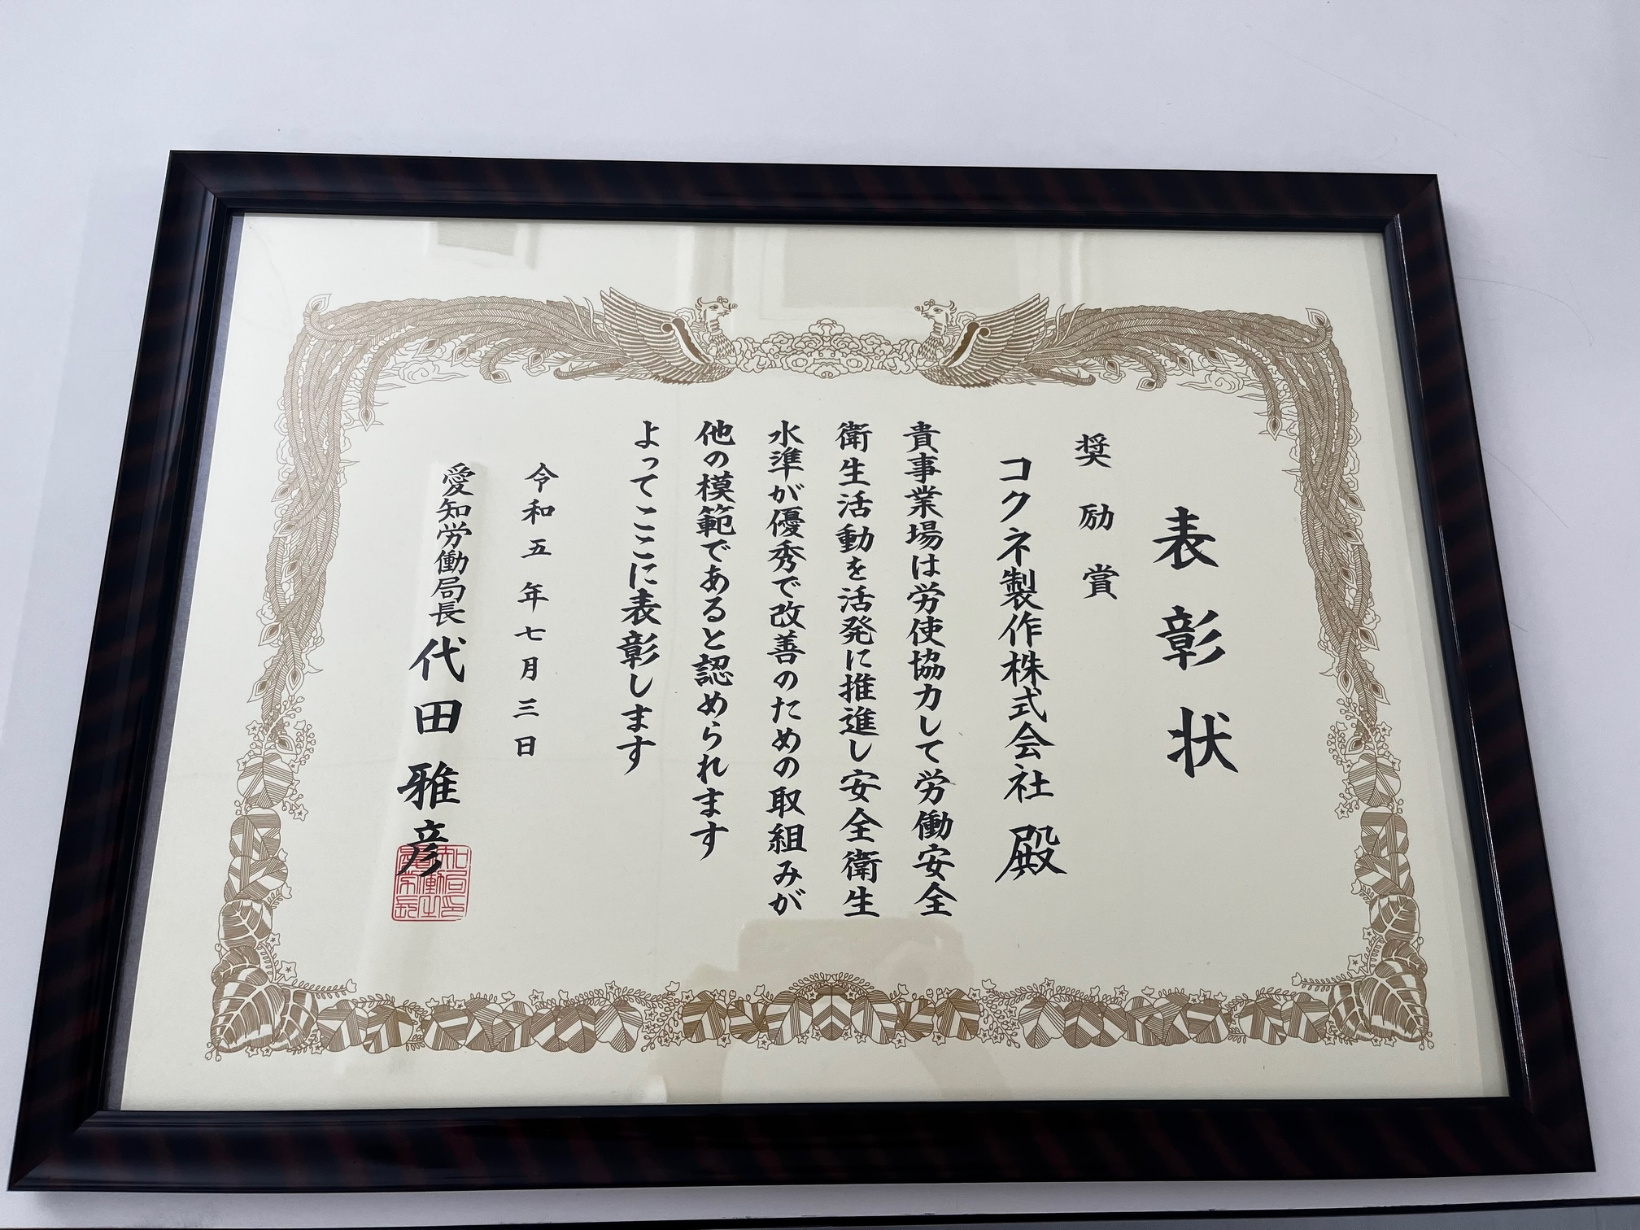 表彰状
奨励賞
コクネ製作株式会社 殿
貴事業場は労使協力して労働安全
衛生活動を活発に推進し安全衛生
水準が優秀で改善のための取組みが
他の模範であると認められます
よってここに表彰します
令和五年七月三日
愛知労働局長 代田雅彦